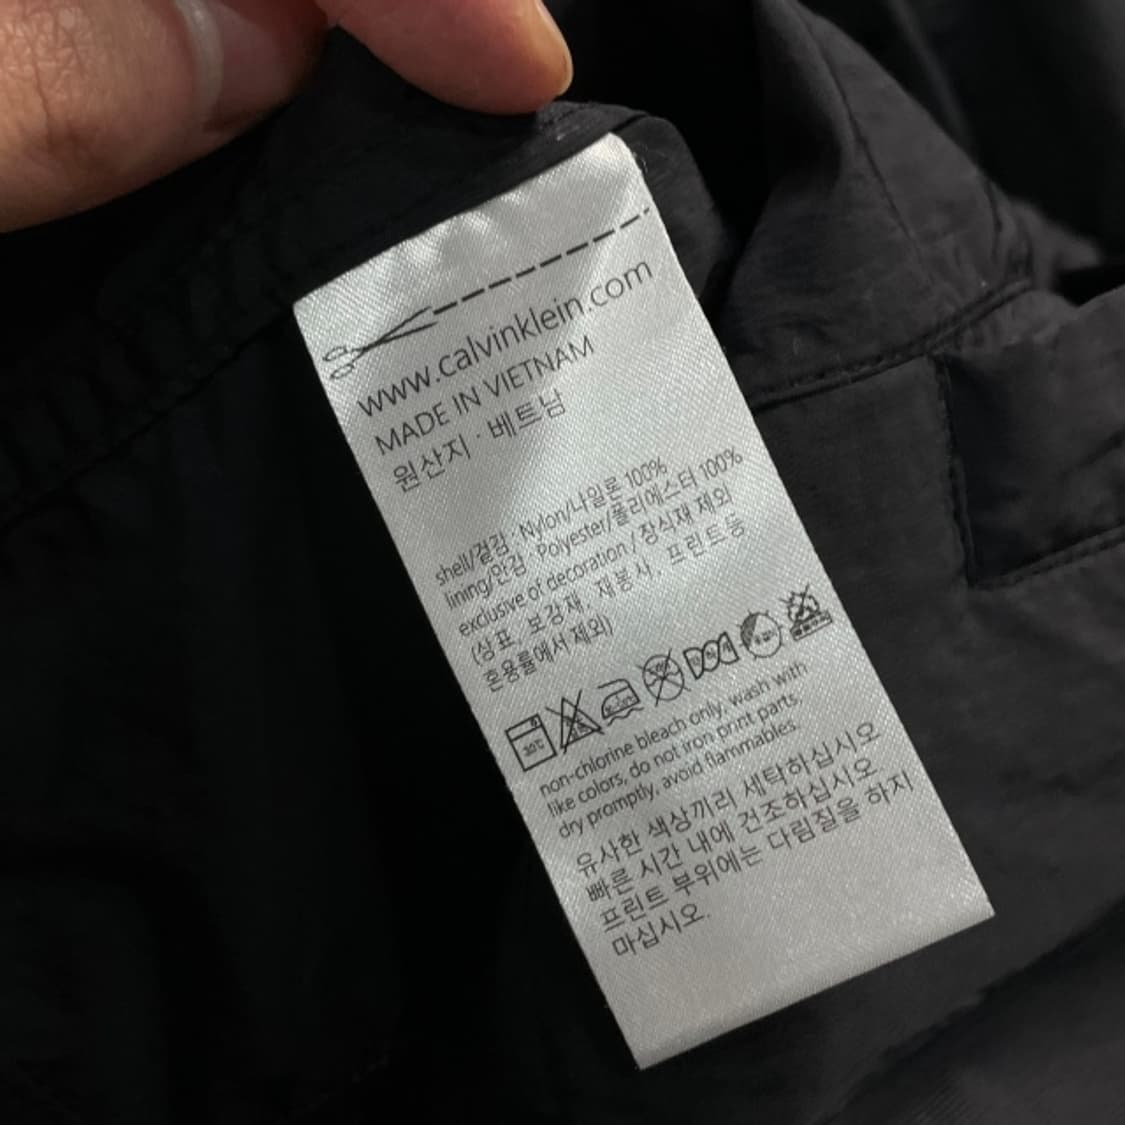 www.calvinklein.com
MADE IN VIETNAM
원산지 · 베트남
shell/겉감 Nylon/나일론 100%
lining/안감 · Polyester/폴리에스터 100%
exclusive of decoration / 장식재 제외
(상표, 보강재, 재봉사, 프린트등
혼용률에서 제외)
30℃
non-chlorine bleach only, wash with
like colors, do not iron print parts,
dry promptly, avoid flammables.
유사한 색상끼리 세탁하십시오
빠른 시간 내에 건조하십시오
프린트 부위에는 다림질을 하지
마십시오.